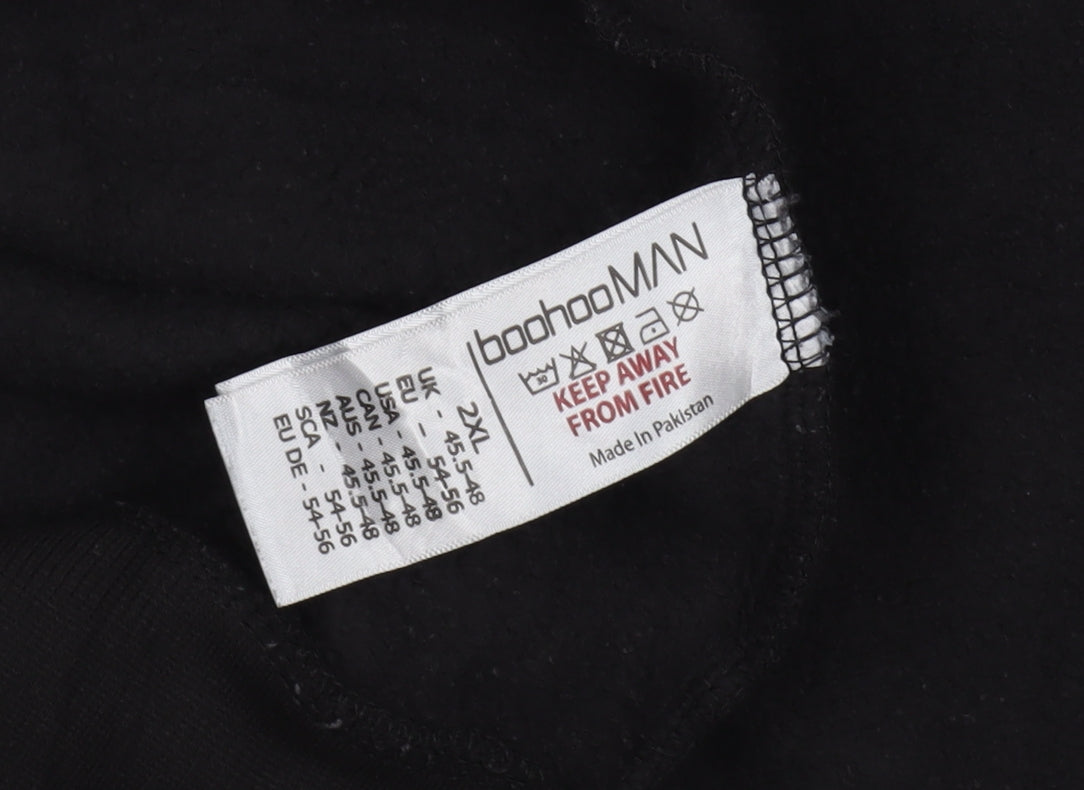 boohooMAN
30
KEEP AWAY
FROM FIRE
Made In Pakistan
2XL
UK - 45.5-48
EU - 54-56
USA - 45.5-48
CAN - 45.5-48
AUS - 45.5-48
NZ - 45.5-48
SCA - 54-56
EU DE - 54-56